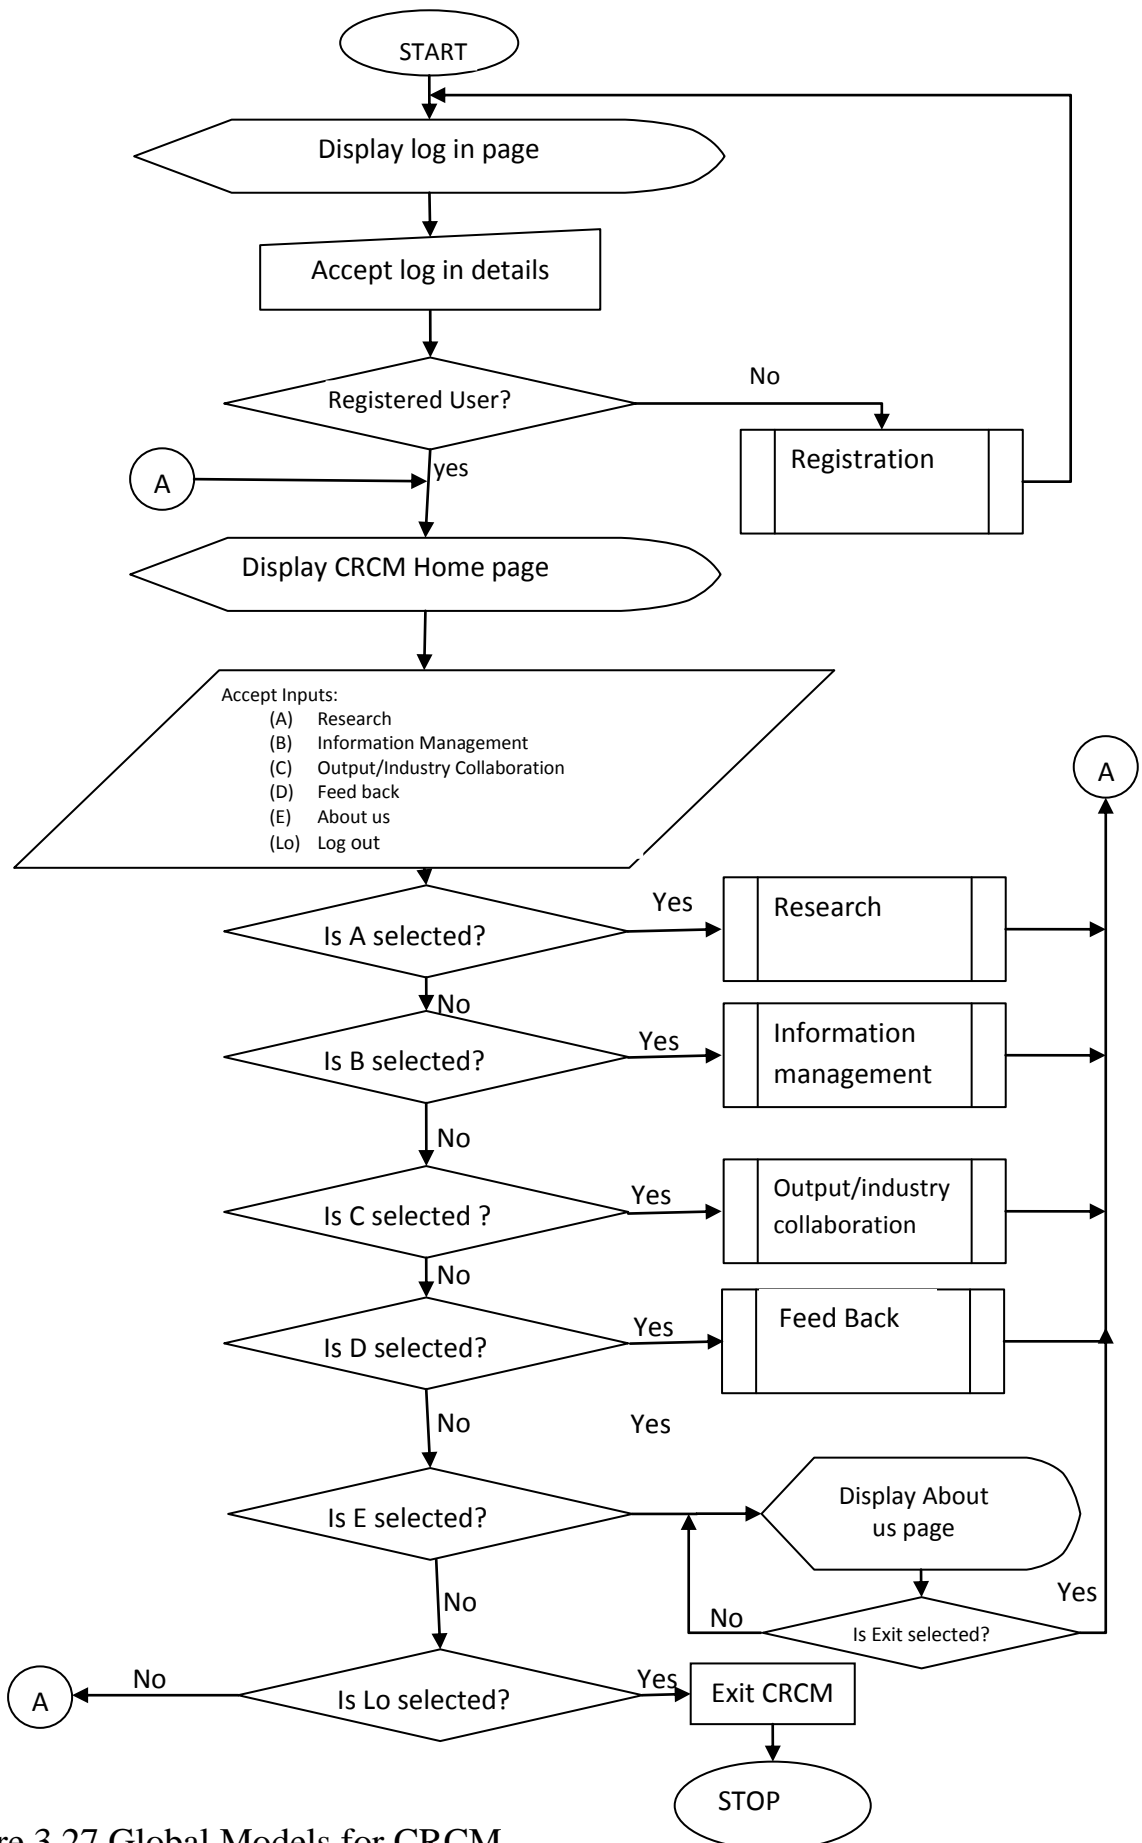 START
Display log in page
Accept log in details
Registered User?
No
Registration
yes
A
Display CRCM Home page
Accept Inputs:
(A) Research
(B) Information Management
(C) Output/Industry Collaboration
(D) Feed back
(E) About us
(Lo) Log out
A
Is A selected?
Yes
Research
No
Is B selected?
Yes
Information
management
No
Is C selected ?
Yes
Output/industry
collaboration
No
Is D selected?
Yes
Feed Back
No
Yes
Is E selected?
Display About
us page
No
Is Exit selected?
No
Yes
Is Lo selected?
No
A
Yes
Exit CRCM
STOP
3.27 Global Models for CRCM